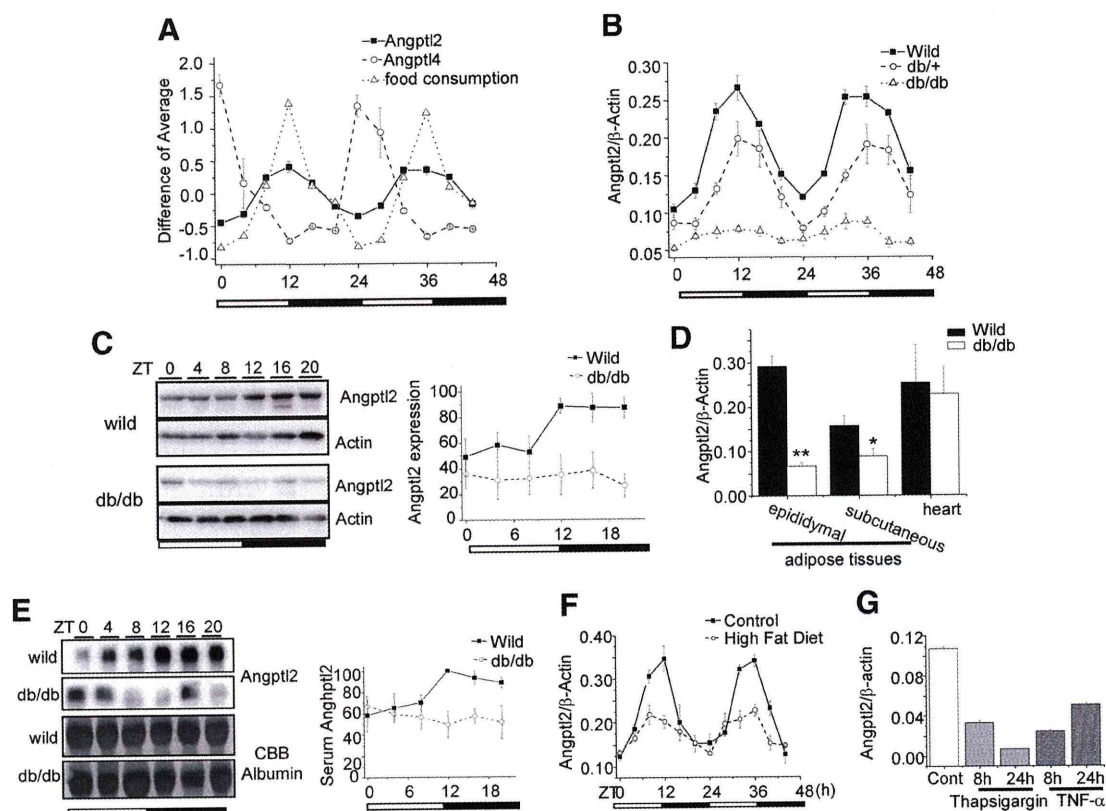 A
Angptl2
Angptl4
food consumption
Difference of Average
2.0
1.5
1.0
0.5
0.0
-0.5
-1.0
0 12 24 36 48
B
Wild
db/+
db/db
Angptl2/β-Actin
0.30
0.25
0.20
0.15
0.10
0.05
0 12 24 36 48
C
ZT 0 4 8 12 16 20
wild
Angptl2
Actin
db/db
Angptl2
Actin
Wild
db/db
Angptl2 expression
100
80
60
40
20
0
0 6 12 18
D
Wild
db/db
Angptl2/β-Actin
0.30
0.20
0.10
0.00
** *
epididymal subcutaneous heart
adipose tissues
E
ZT 0 4 8 12 16 20
wild
db/db
Angptl2
wild
db/db
CBB
Albumin
Wild
db/db
Serum Anghptl2
100
80
60
40
20
0
0 6 12 18
F
Control
High Fat Diet
Angptl2/β-Actin
0.40
0.30
0.20
0.10
ZT 0 12 24 36 48 (h)
G
Angptl2/β-actin
0.12
0.08
0.04
0.00
Cont 8h 24h 8h 24h
Thapsigargin TNF-α